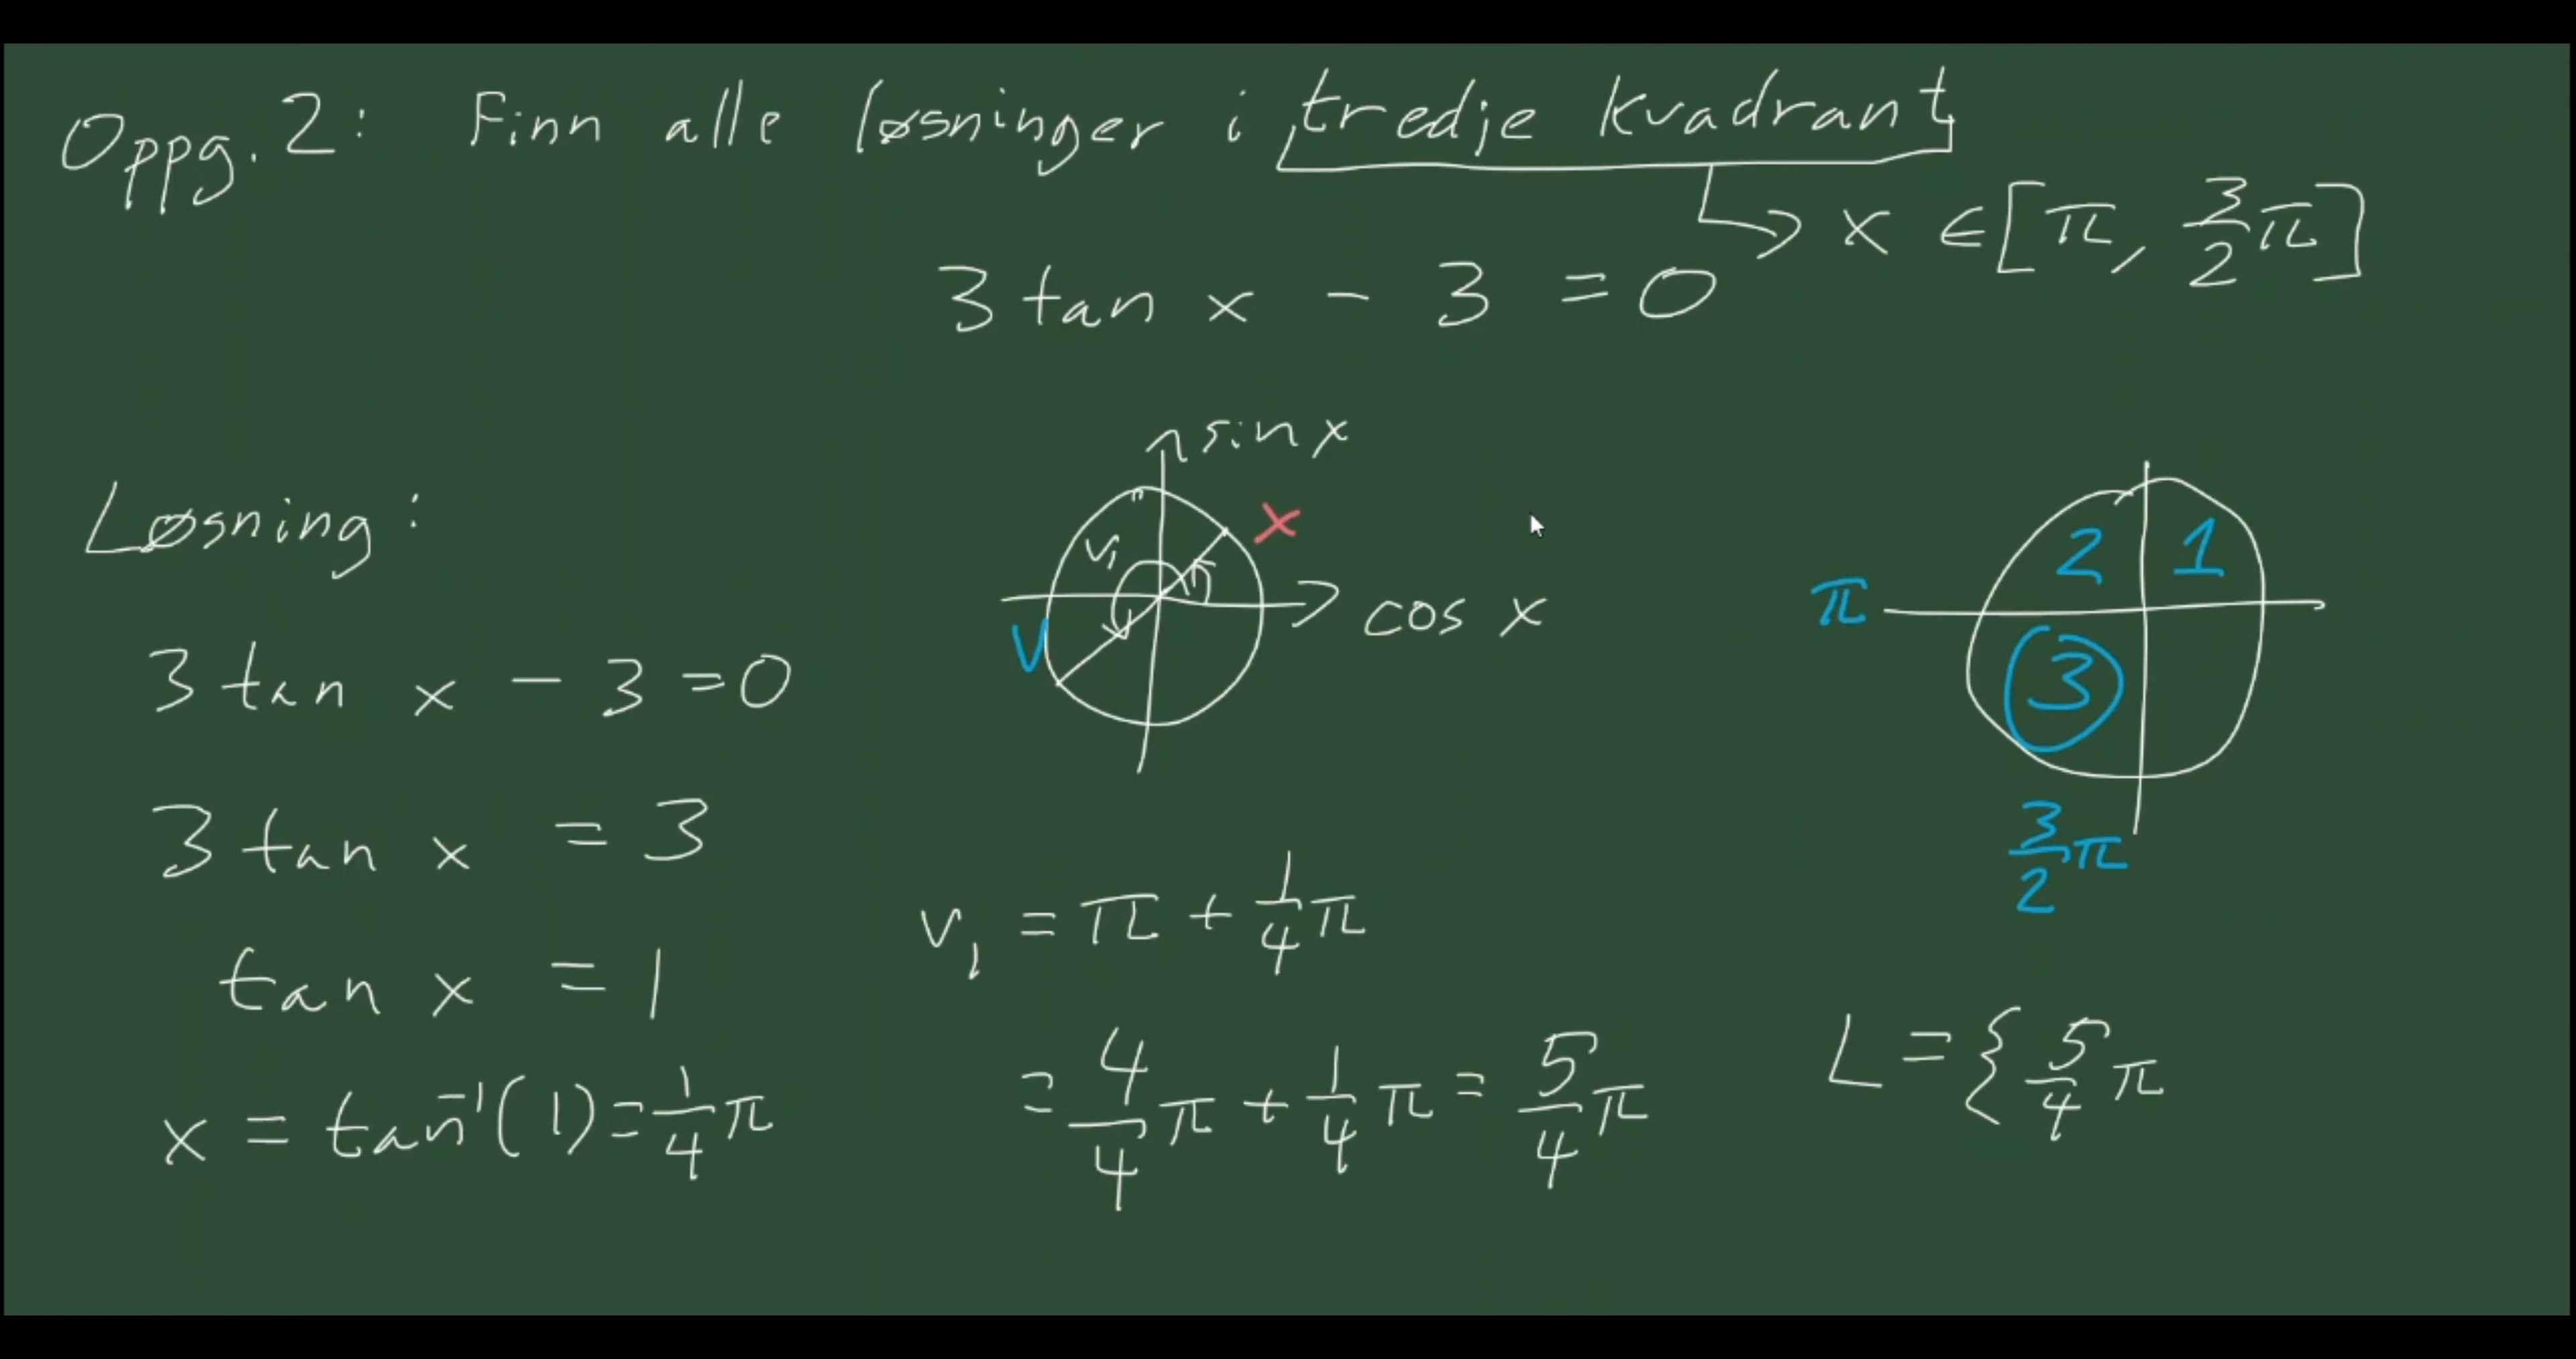 Oppg. 2: Finn alle løsninger i tredje kvadrant
x ∈ [π, 3/2 π]
3 tan x - 3 = 0
Løsning:
3 tan x - 3 = 0
3 tan x = 3
tan x = 1
x = tan⁻¹(1) = 1/4 π
sin x
x
v₁
cos x
v
v₁ = π + 1/4 π
= 4/4 π + 1/4 π = 5/4 π
2 1
π
3
3/2 π
L = { 5/4 π